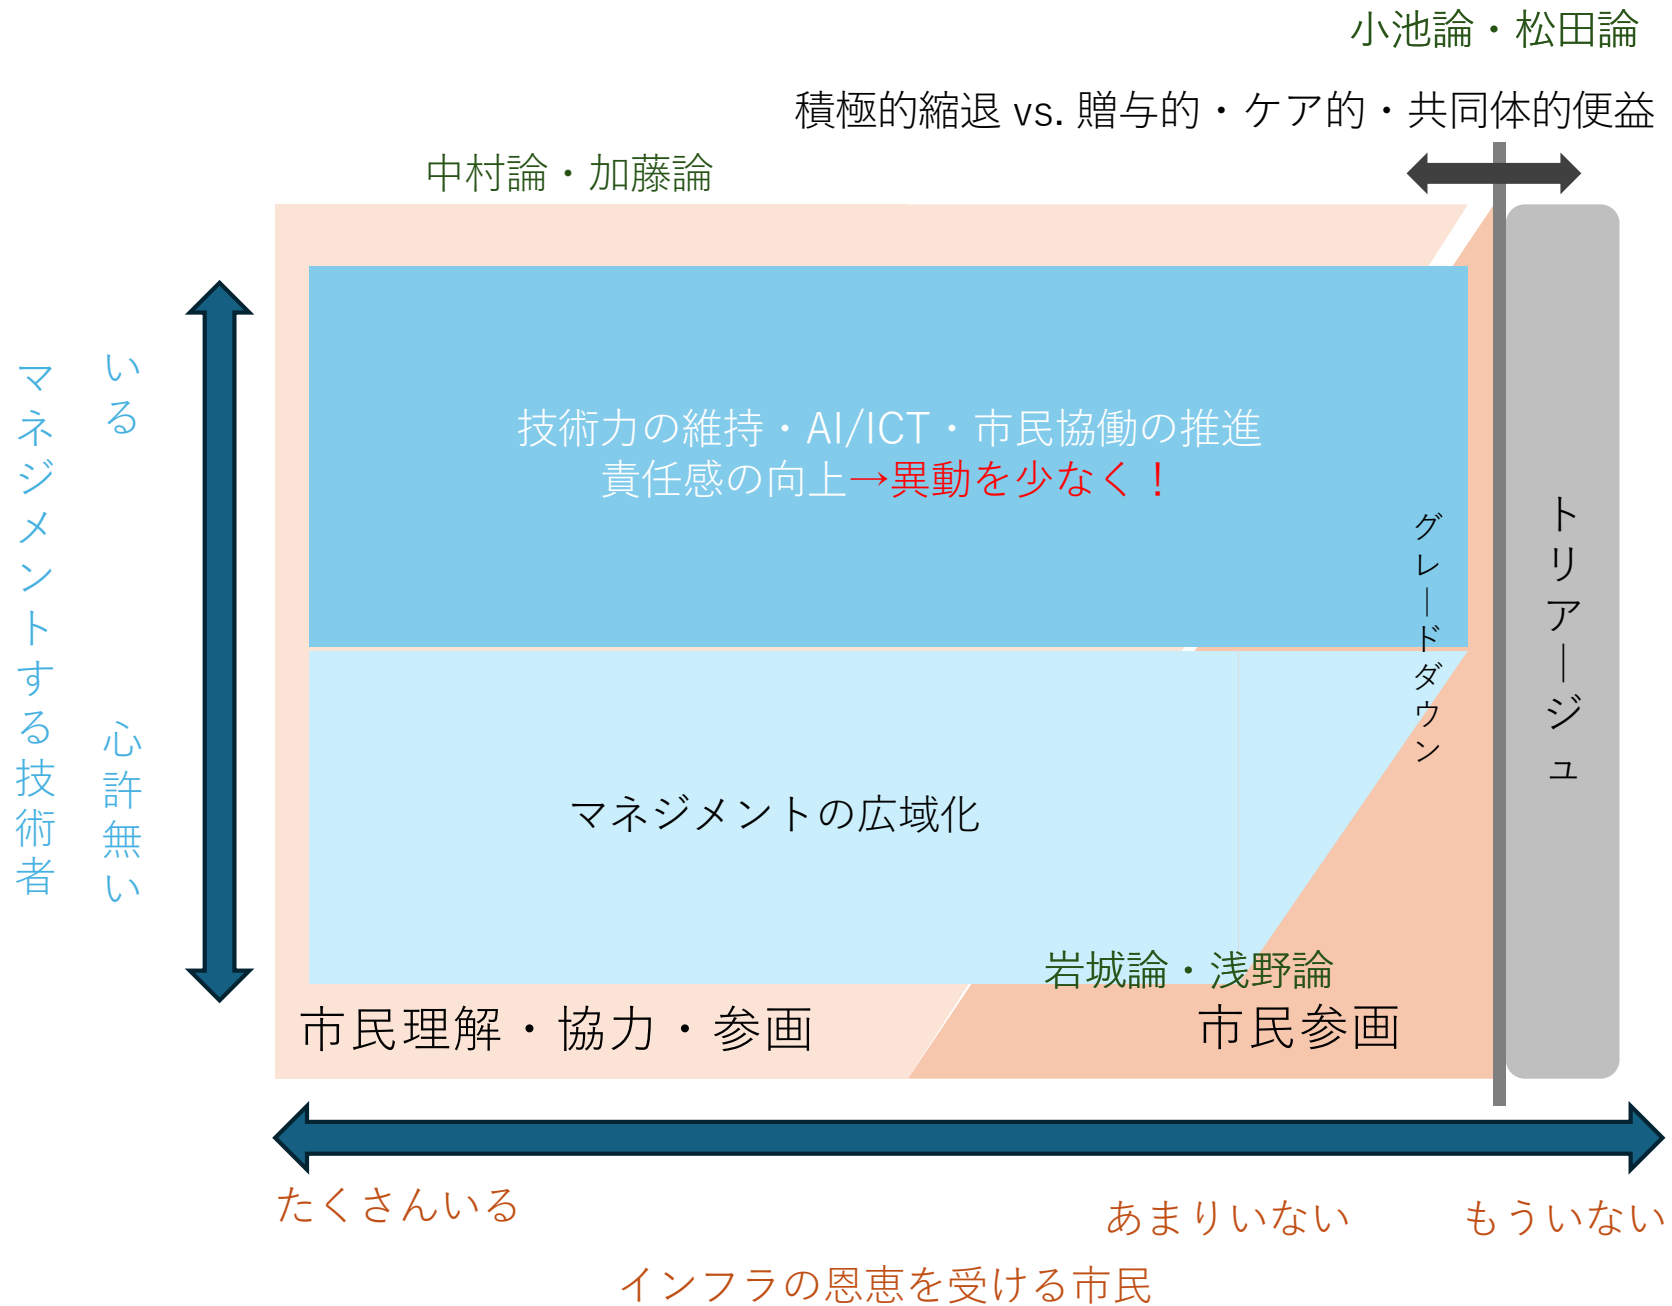 小池論・松田論
積極的縮退 vs. 贈与的・ケア的・共同体的便益
中村論・加藤論
マネジメントする技術者
いる
心許無い
技術力の維持・AI/ICT・市民協働の推進
責任感の向上→異動を少なく！
グレードダウン
トリアージュ
マネジメントの広域化
岩城論・浅野論
市民理解・協力・参画
市民参画
たくさんいる
あまりいない
もういない
インフラの恩恵を受ける市民